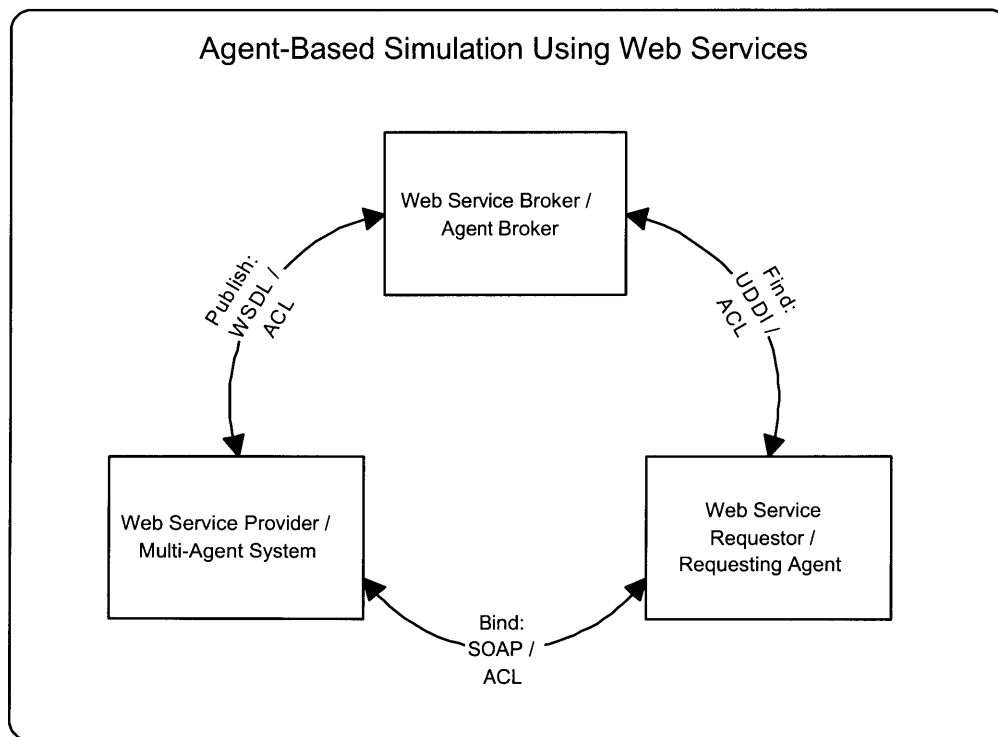 Agent-Based Simulation Using Web Services
Web Service Broker /
Agent Broker
Publish:
WSDL /
ACL
Find:
UDDI /
ACL
Web Service Provider /
Multi-Agent System
Web Service
Requestor /
Requesting Agent
Bind:
SOAP /
ACL